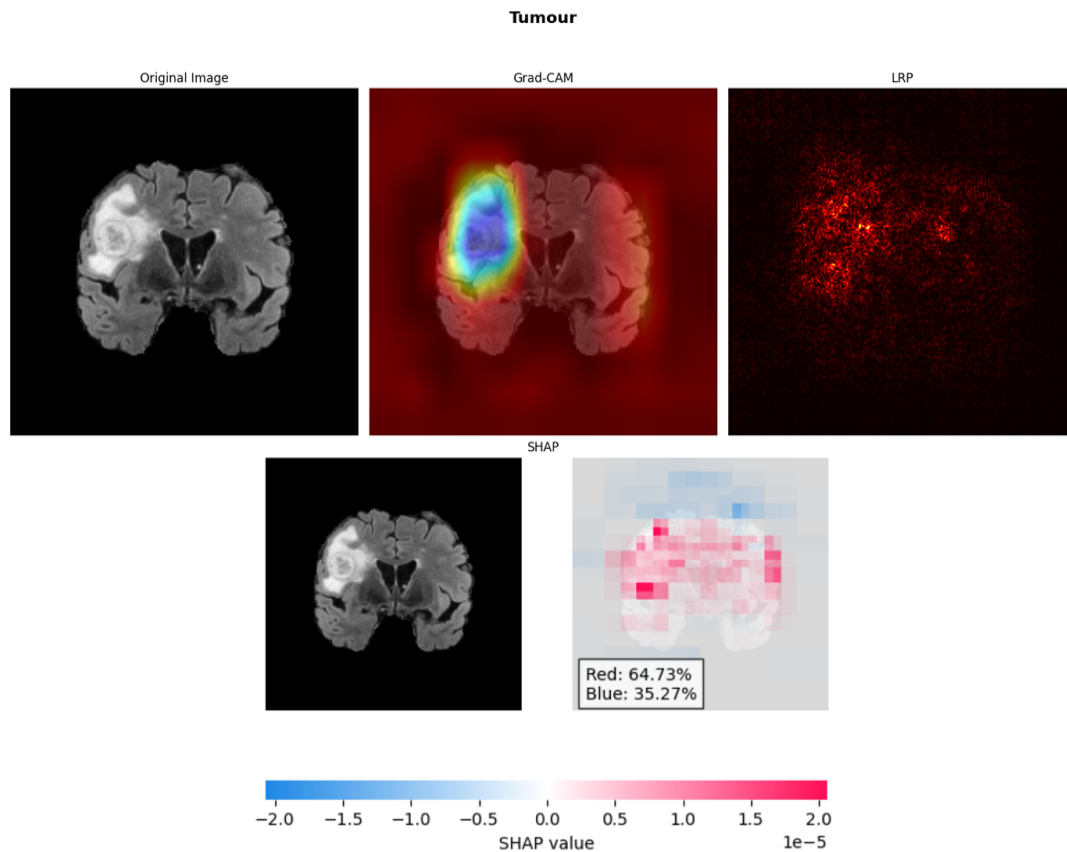 Tumour
Original Image
Grad-CAM
LRP
SHAP
Red: 64.73%
Blue: 35.27%
−2.0 −1.5 −1.0 −0.5 0.0 0.5 1.0 1.5 2.0
1e−5
SHAP value